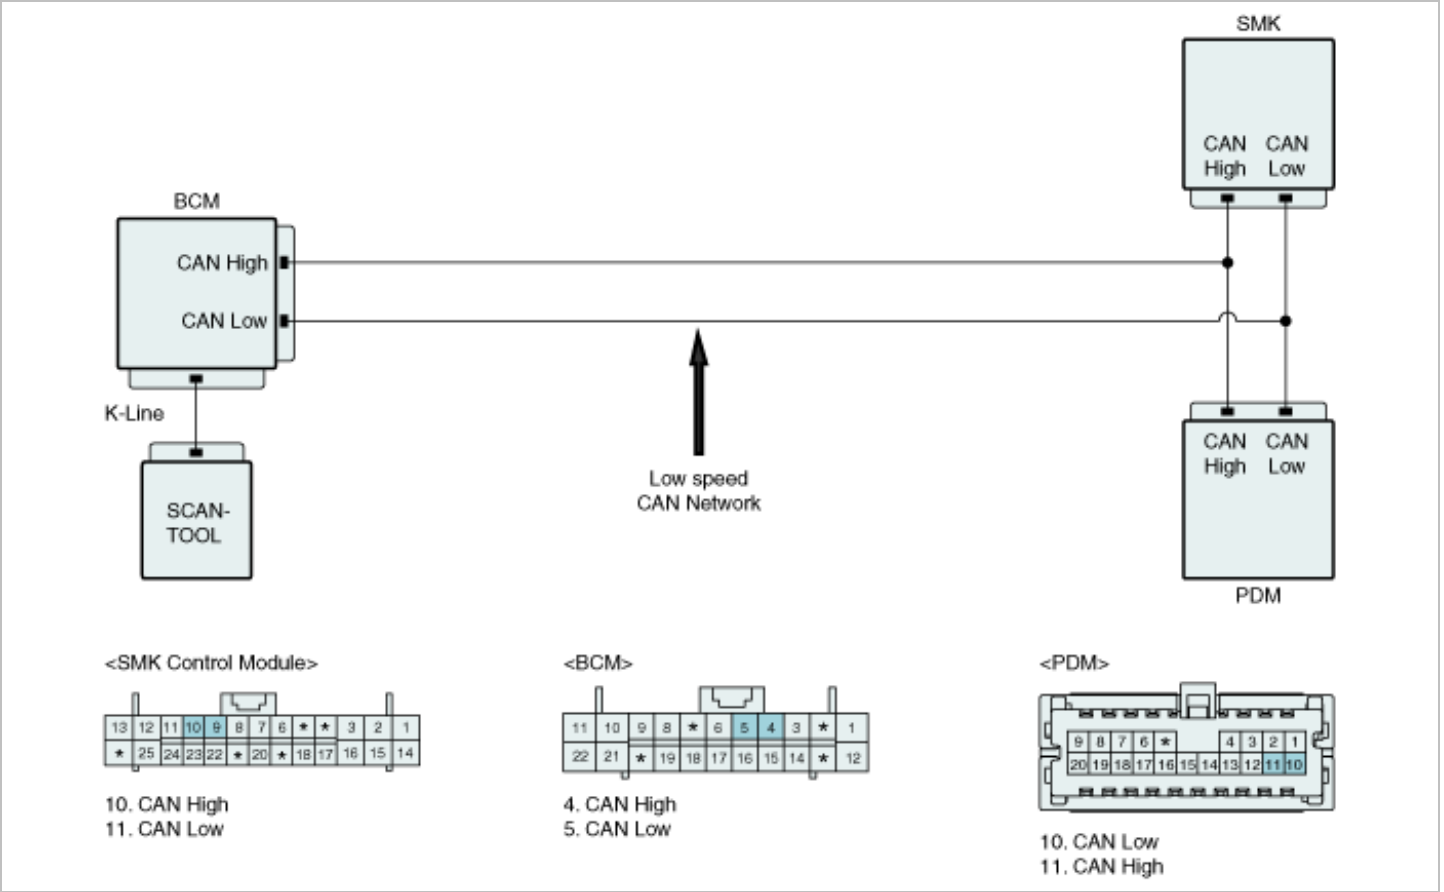 SMK
CAN CAN
High Low
BCM
CAN High
CAN Low
K-Line
CAN CAN
High Low
Low speed
CAN Network
SCAN-
TOOL
PDM
<SMK Control Module>
13 12 11 10 9 8 7 6 * * 3 2 1
* 25 24 23 22 * 20 * 18 17 16 15 14
10. CAN High
11. CAN Low
<BCM>
11 10 9 8 * 6 5 4 3 * 1
22 21 * 19 18 17 16 15 14 * 12
4. CAN High
5. CAN Low
<PDM>
9 8 7 6 * 4 3 2 1
20 19 18 17 16 15 14 13 12 11 10
10. CAN Low
11. CAN High